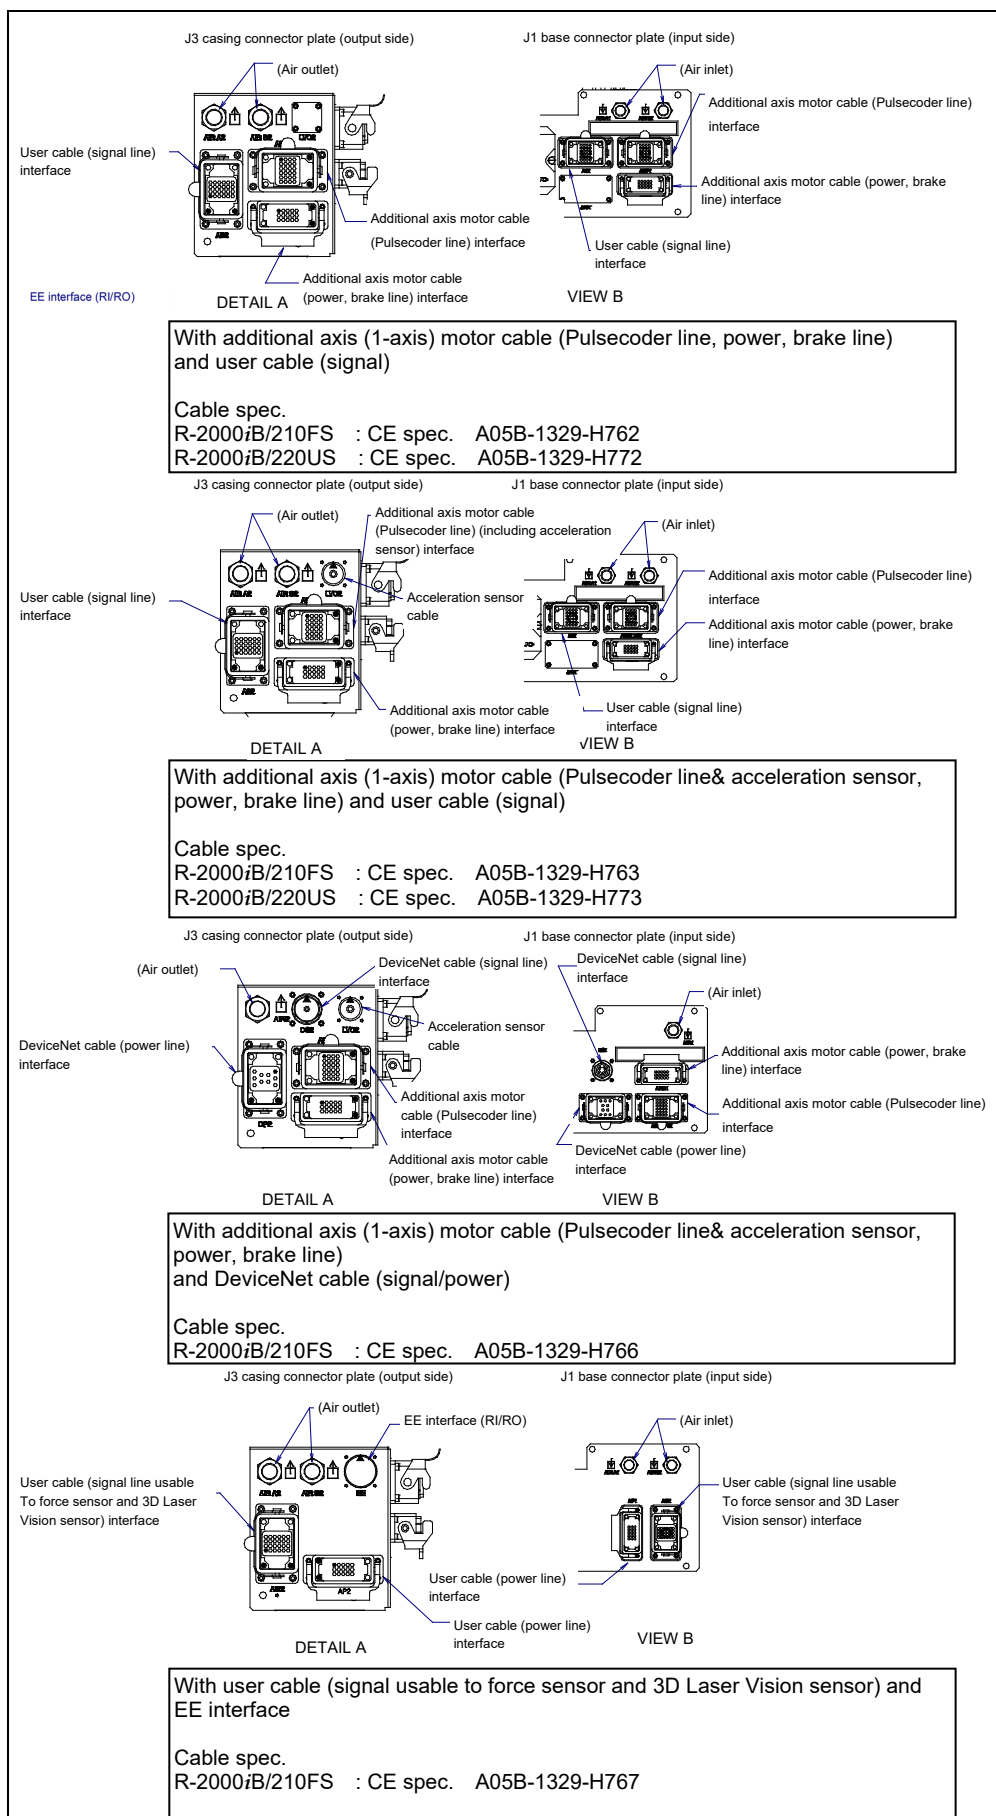 J3 casing connector plate (output side)
J1 base connector plate (input side)
(Air outlet)
(Air inlet)
Additional axis motor cable (Pulsecoder line)
interface
User cable (signal line)
interface
Additional axis motor cable (power, brake
line) interface
Additional axis motor cable
(Pulsecoder line) interface
User cable (signal line)
interface
Additional axis motor cable
(power, brake line) interface
EE interface (RI/RO)
DETAIL A
VIEW B
With additional axis (1-axis) motor cable (Pulsecoder line, power, brake line)
and user cable (signal)
Cable spec.
R-2000iB/210FS : CE spec. A05B-1329-H762
R-2000iB/220US : CE spec. A05B-1329-H772
J3 casing connector plate (output side)
J1 base connector plate (input side)
(Air outlet)
Additional axis motor cable
(Pulsecoder line) (including acceleration
sensor) interface
(Air inlet)
AIR A2
AIR B2
LVO2
Additional axis motor cable (Pulsecoder line)
interface
User cable (signal line)
interface
Acceleration sensor
cable
Additional axis motor cable (power, brake
line) interface
Additional axis motor cable
(power, brake line) interface
User cable (signal line)
interface
DETAIL A
VIEW B
With additional axis (1-axis) motor cable (Pulsecoder line& acceleration sensor,
power, brake line) and user cable (signal)
Cable spec.
R-2000iB/210FS : CE spec. A05B-1329-H763
R-2000iB/220US : CE spec. A05B-1329-H773
J3 casing connector plate (output side)
J1 base connector plate (input side)
(Air outlet)
DeviceNet cable (signal line)
interface
DeviceNet cable (signal line)
interface
(Air inlet)
Acceleration sensor
cable
DeviceNet cable (power line)
interface
Additional axis motor cable (power, brake
line) interface
Additional axis motor
cable (Pulsecoder line)
interface
Additional axis motor cable (Pulsecoder line)
interface
Additional axis motor cable
(power, brake line) interface
DeviceNet cable (power line)
interface
DETAIL A
VIEW B
With additional axis (1-axis) motor cable (Pulsecoder line& acceleration sensor,
power, brake line)
and DeviceNet cable (signal/power)
Cable spec.
R-2000iB/210FS : CE spec. A05B-1329-H766
J3 casing connector plate (output side)
J1 base connector plate (input side)
(Air outlet)
EE interface (RI/RO)
(Air inlet)
User cable (signal line usable
To force sensor and 3D Laser
Vision sensor) interface
User cable (signal line usable
To force sensor and 3D Laser
Vision sensor) interface
AP2
User cable (power line)
interface
User cable (power line)
interface
DETAIL A
VIEW B
With user cable (signal usable to force sensor and 3D Laser Vision sensor) and
EE interface
Cable spec.
R-2000iB/210FS : CE spec. A05B-1329-H767